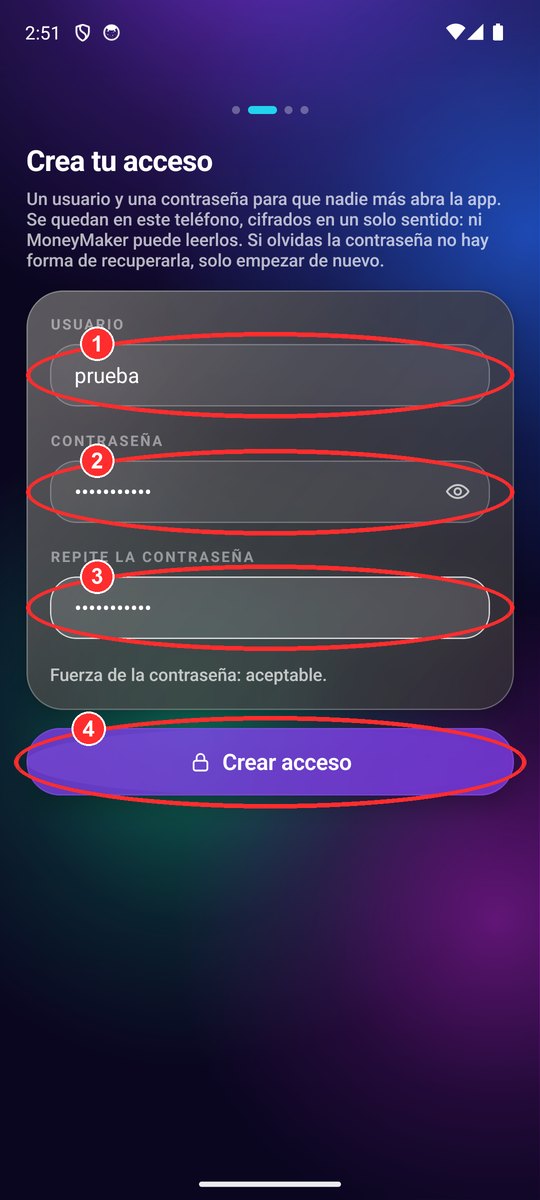 2:51
Crea tu acceso
Un usuario y una contraseña para que nadie más abra la app.
Se quedan en este teléfono, cifrados en un solo sentido: ni
MoneyMaker puede leerlos. Si olvidas la contraseña no hay
forma de recuperarla, solo empezar de nuevo.
USUARIO
1
prueba
CONTRASEÑA
2
•••••••••••
REPITE LA CONTRASEÑA
3
•••••••••••
Fuerza de la contraseña: aceptable.
4
Crear acceso